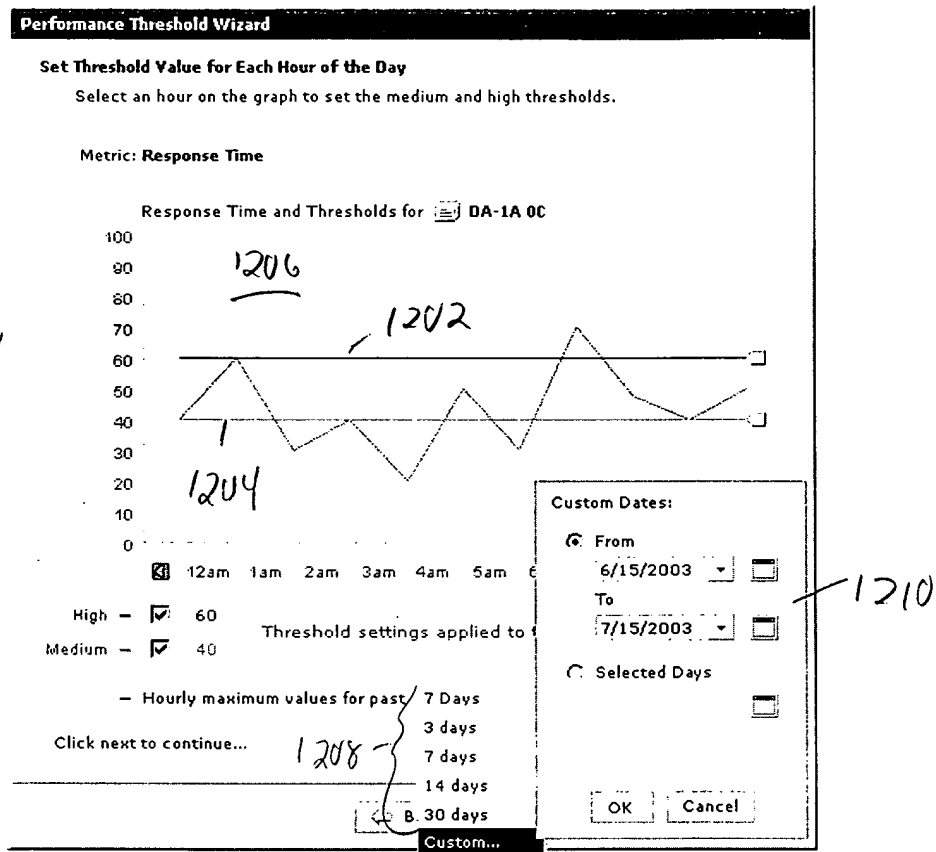 Performance Threshold Wizard
Set Threshold Value for Each Hour of the Day
Select an hour on the graph to set the medium and high thresholds.
Metric: Response Time
Response Time and Thresholds for DA-1A 0C
100
90
80
70
60
50
40
30
20
10
0
1206
1202
1204
12am 1am 2am 3am 4am 5am 6
High – 60
Medium – 40
Threshold settings applied to
– Hourly maximum values for past 7 Days
3 days
7 days
14 days
30 days
Custom...
1208
Click next to continue...
B
Custom Dates:
From
6/15/2003
To
7/15/2003
Selected Days
OK Cancel
1210